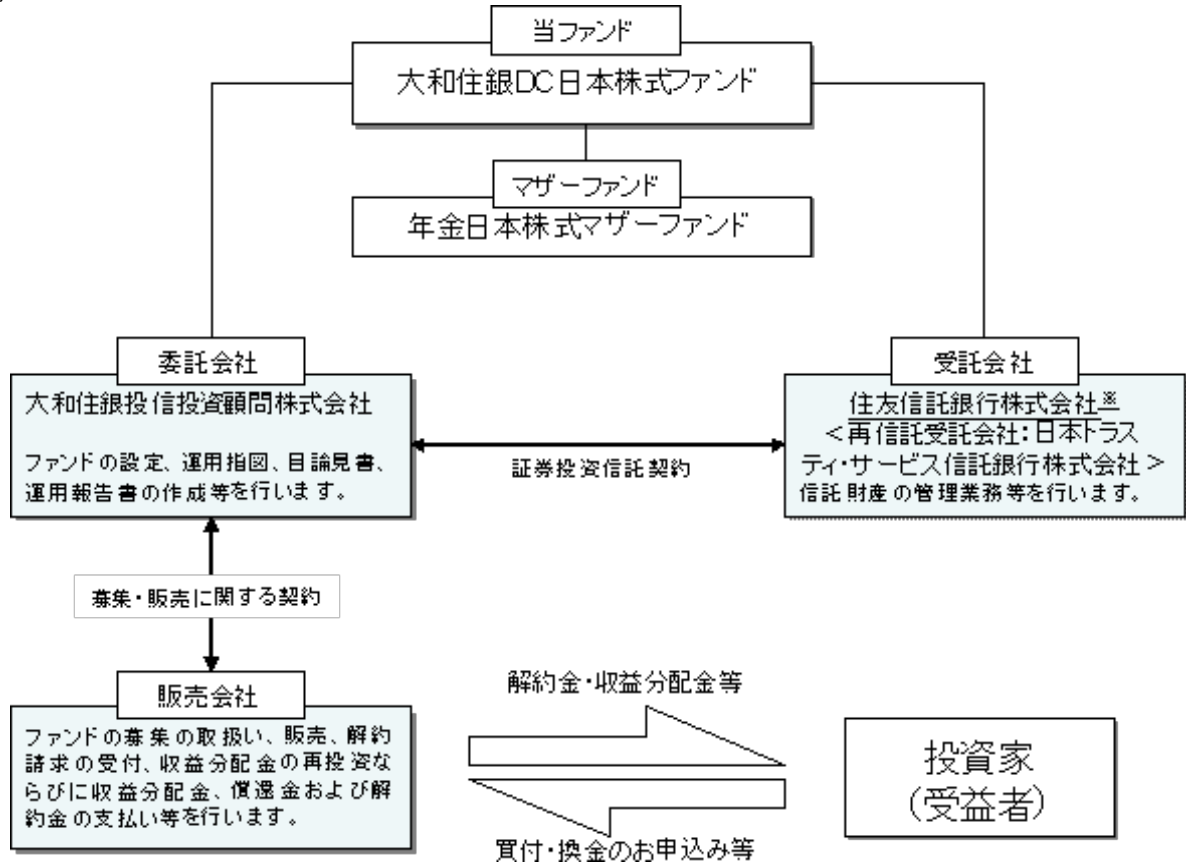 当ファンド
大和住銀DC日本株式ファンド
マザーファンド
年金日本株式マザーファンド
委託会社
大和住銀投信投資顧問株式会社
ファンドの設定、運用指図、目論見書、
運用報告書の作成等を行います。
受託会社
住友信託銀行株式会社※
<再信託受託会社:日本トラス
ティ・サービス信託銀行株式会社>
信託財産の管理業務等を行います。
証券投資信託契約
募集・販売に関する契約
販売会社
ファンドの募集の取扱い、販売、解約
請求の受付、収益分配金の再投資な
らびに収益分配金、償還金および解
約金の支払い等を行います。
解約金・収益分配金等
買付・換金のお申込み等
投資家
(受益者)